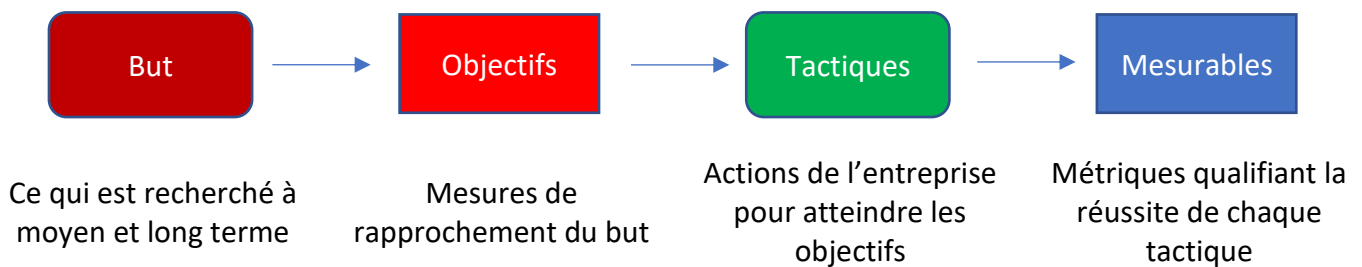 But
Objectifs
Tactiques
Mesurables
Ce qui est recherché à
moyen et long terme
Mesures de
rapprochement du but
Actions de l’entreprise
pour atteindre les
objectifs
Métriques qualifiant la
réussite de chaque
tactique